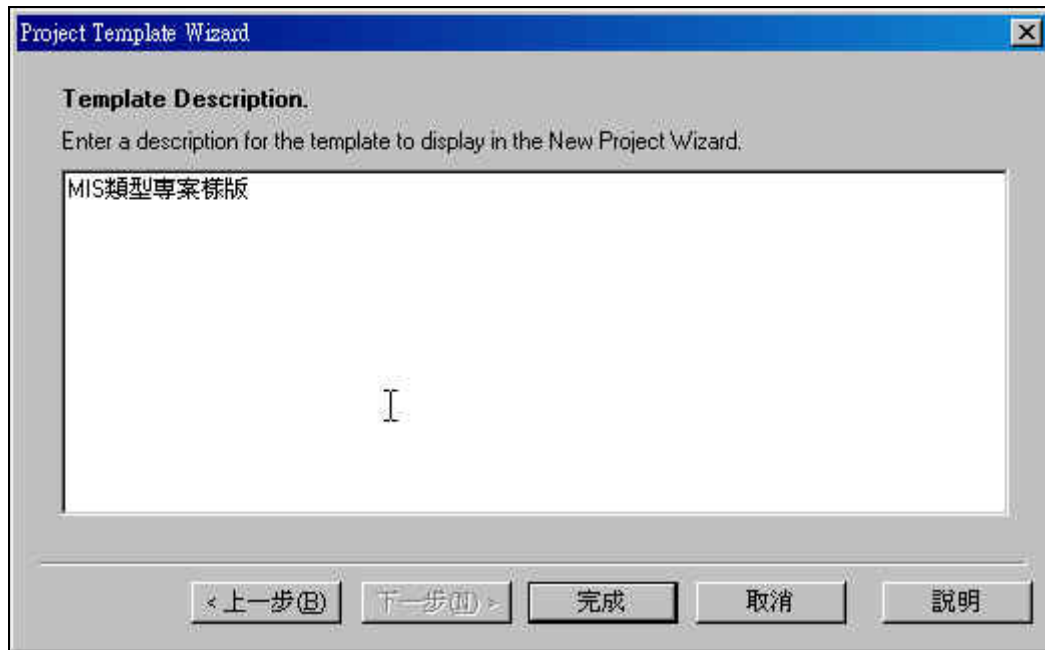 Project Template Wizard
Template Description.
Enter a description for the template to display in the New Project Wizard.
MIS類型專案樣版
<上一步(B) 下一步(N)> 完成 取消 說明